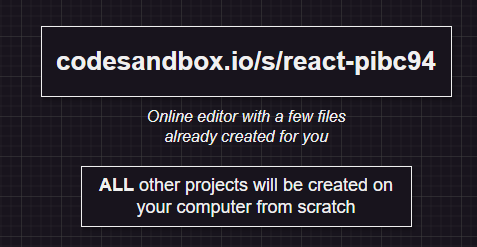 codesandbox.io/s/react-pibc94
Online editor with a few files
already created for you
ALL other projects will be created on
your computer from scratch